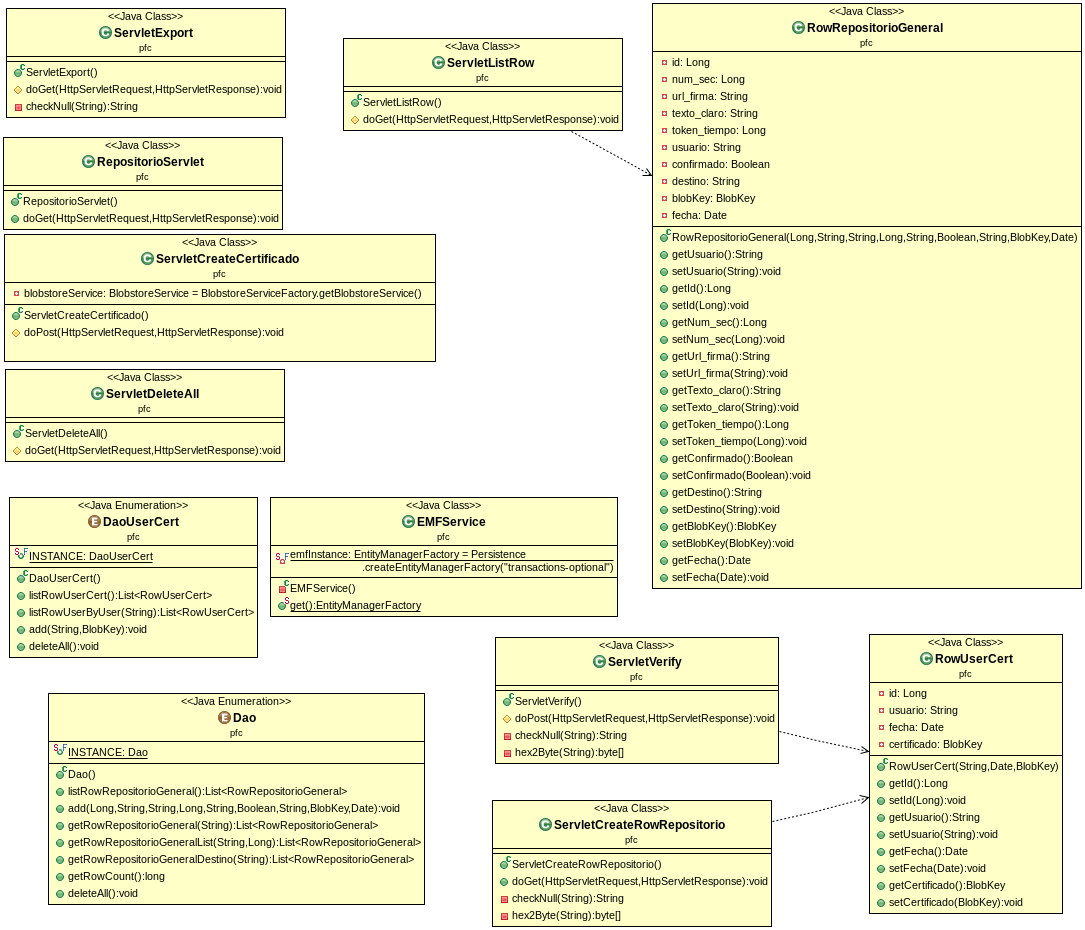 <<Java Class>>
ServletExport
pfc
ServletExport()
doGet(HttpServletRequest,HttpServletResponse):void
checkNull(String):String
<<Java Class>>
RepositorioServlet
pfc
RepositorioServlet()
doGet(HttpServletRequest,HttpServletResponse):void
<<Java Class>>
ServletCreateCertificado
pfc
blobstoreService: BlobstoreService = BlobstoreServiceFactory.getBlobstoreService()
ServletCreateCertificado()
doPost(HttpServletRequest,HttpServletResponse):void
<<Java Class>>
ServletDeleteAll
pfc
ServletDeleteAll()
doGet(HttpServletRequest,HttpServletResponse):void
<<Java Class>>
ServletListRow
pfc
ServletListRow()
doGet(HttpServletRequest,HttpServletResponse):void
<<Java Class>>
RowRepositorioGeneral
pfc
id: Long
num_sec: Long
url_firma: String
texto_claro: String
token_tiempo: Long
usuario: String
confirmado: Boolean
destino: String
blobKey: BlobKey
fecha: Date
RowRepositorioGeneral(Long,String,String,Long,String,Boolean,String,BlobKey,Date)
getUsuario():String
setUsuario(String):void
getId():Long
setId(Long):void
getNum_sec():Long
setNum_sec(Long):void
getUrl_firma():String
setUrl_firma(String):void
getTexto_claro():String
setTexto_claro(String):void
getToken_tiempo():Long
setToken_tiempo(Long):void
getConfirmado():Boolean
setConfirmado(Boolean):void
getDestino():String
setDestino(String):void
getBlobKey():BlobKey
setBlobKey(BlobKey):void
getFecha():Date
setFecha(Date):void
<<Java Enumeration>>
DaoUserCert
pfc
INSTANCE: DaoUserCert
DaoUserCert()
listRowUserCert():List<RowUserCert>
listRowUserByUser(String):List<RowUserCert>
add(String,BlobKey):void
deleteAll():void
<<Java Class>>
EMFService
pfc
emfInstance: EntityManagerFactory = Persistence
.createEntityManagerFactory("transactions-optional")
EMFService()
get():EntityManagerFactory
<<Java Enumeration>>
Dao
pfc
INSTANCE: Dao
Dao()
listRowRepositorioGeneral():List<RowRepositorioGeneral>
add(Long,String,String,Long,String,Boolean,String,BlobKey,Date):void
getRowRepositorioGeneral(String):List<RowRepositorioGeneral>
getRowRepositorioGeneralList(String,Long):List<RowRepositorioGeneral>
getRowRepositorioGeneralDestino(String):List<RowRepositorioGeneral>
getRowCount():long
deleteAll():void
<<Java Class>>
ServletVerify
pfc
ServletVerify()
doPost(HttpServletRequest,HttpServletResponse):void
checkNull(String):String
hex2Byte(String):byte[]
<<Java Class>>
ServletCreateRowRepositorio
pfc
ServletCreateRowRepositorio()
doGet(HttpServletRequest,HttpServletResponse):void
checkNull(String):String
hex2Byte(String):byte[]
<<Java Class>>
RowUserCert
pfc
id: Long
usuario: String
fecha: Date
certificado: BlobKey
RowUserCert(String,Date,BlobKey)
getId():Long
setId(Long):void
getUsuario():String
setUsuario(String):void
getFecha():Date
setFecha(Date):void
getCertificado():BlobKey
setCertificado(BlobKey):void